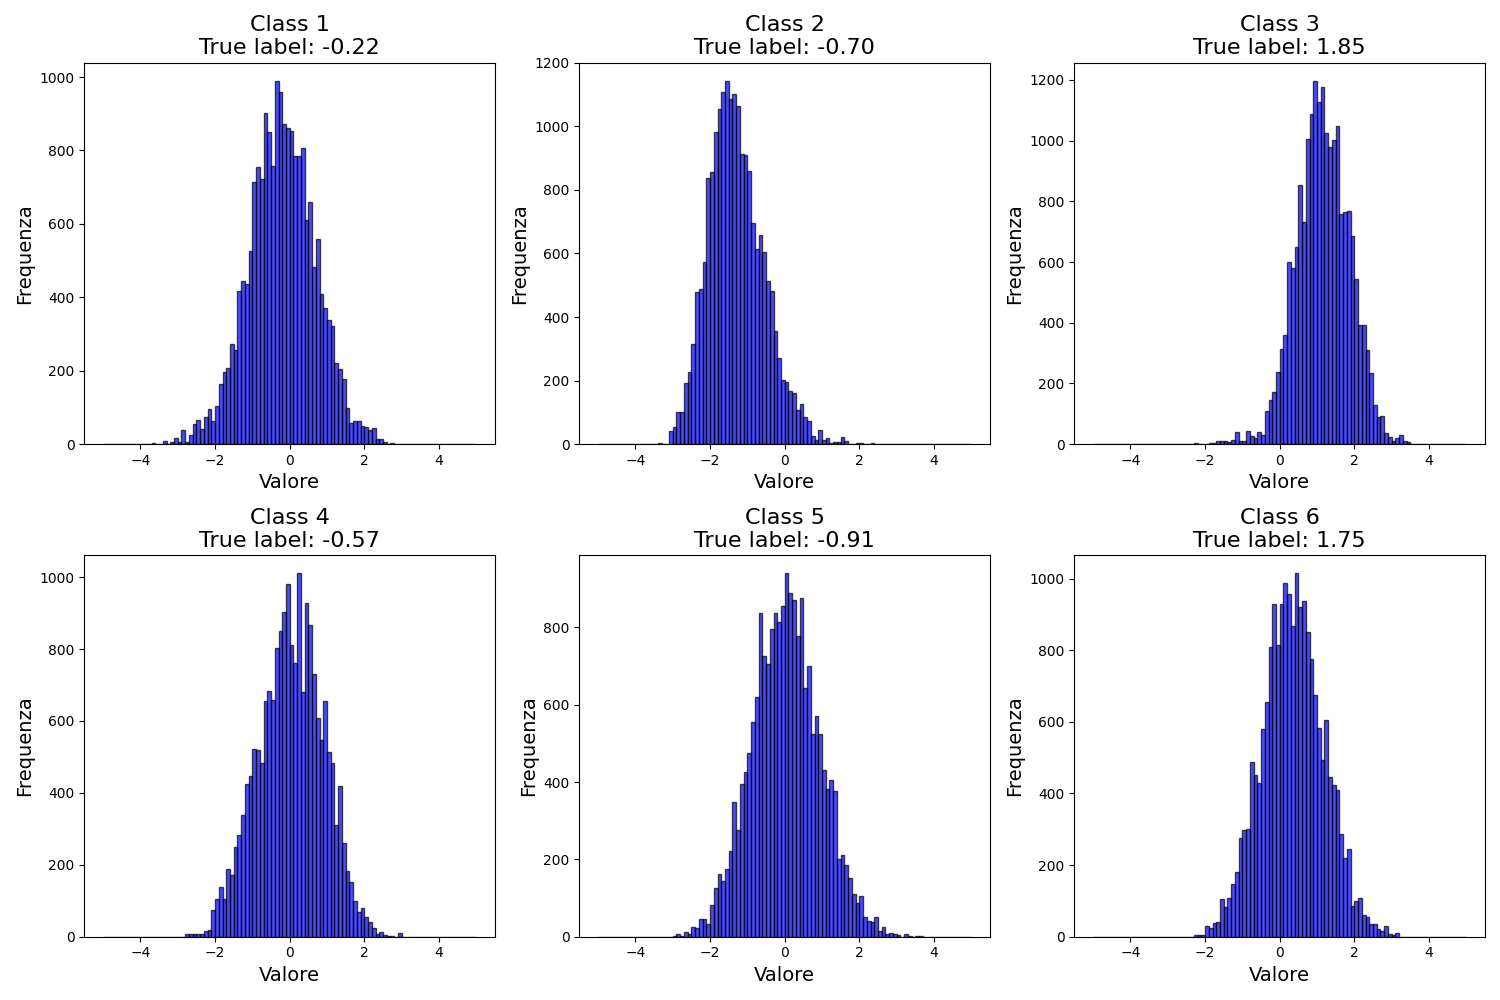 Class 1
True label: -0.22
Class 2
True label: -0.70
Class 3
True label: 1.85
1000
800
600
400
200
0
Frequenza
−4 −2 0 2 4
Valore
1200
1000
800
600
400
200
0
Frequenza
−4 −2 0 2 4
Valore
1200
1000
800
600
400
200
0
Frequenza
−4 −2 0 2 4
Valore
Class 4
True label: -0.57
Class 5
True label: -0.91
Class 6
True label: 1.75
1000
800
600
400
200
0
Frequenza
−4 −2 0 2 4
Valore
800
600
400
200
0
Frequenza
−4 −2 0 2 4
Valore
1000
800
600
400
200
0
Frequenza
−4 −2 0 2 4
Valore